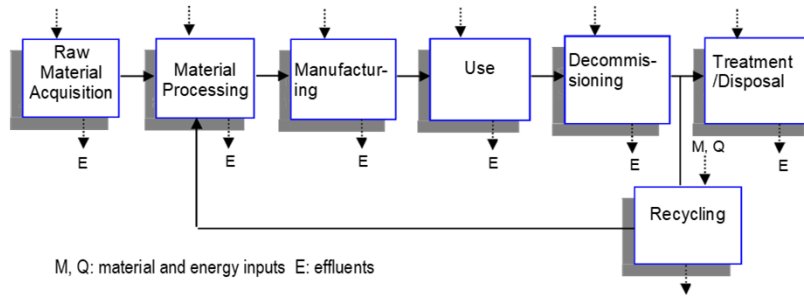 Raw
Material
Acquisition
Material
Processing
Manufactur-
ing
Use
Decommis-
sioning
Treatment
/Disposal
E
E
E
E
E
E
M, Q
Recycling
M, Q: material and energy inputs E: effluents